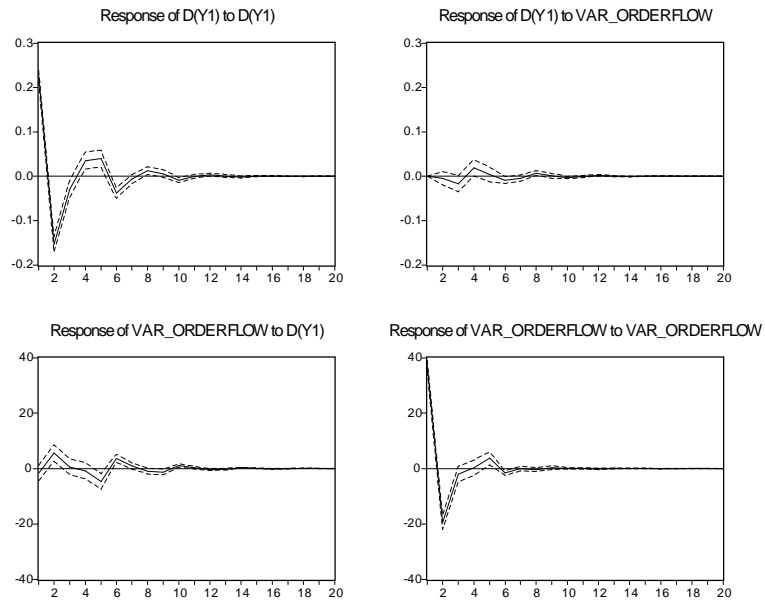 Response of D(Y1) to D(Y1)
0.3
0.2
0.1
0.0
-0.1
-0.2
2 4 6 8 10 12 14 16 18 20
Response of D(Y1) to VAR_ORDERFLOW
0.3
0.2
0.1
0.0
-0.1
-0.2
2 4 6 8 10 12 14 16 18 20
Response of VAR_ORDERFLOW to D(Y1)
40
20
0
-20
-40
2 4 6 8 10 12 14 16 18 20
Response of VAR_ORDERFLOW to VAR_ORDERFLOW
40
20
0
-20
-40
2 4 6 8 10 12 14 16 18 20